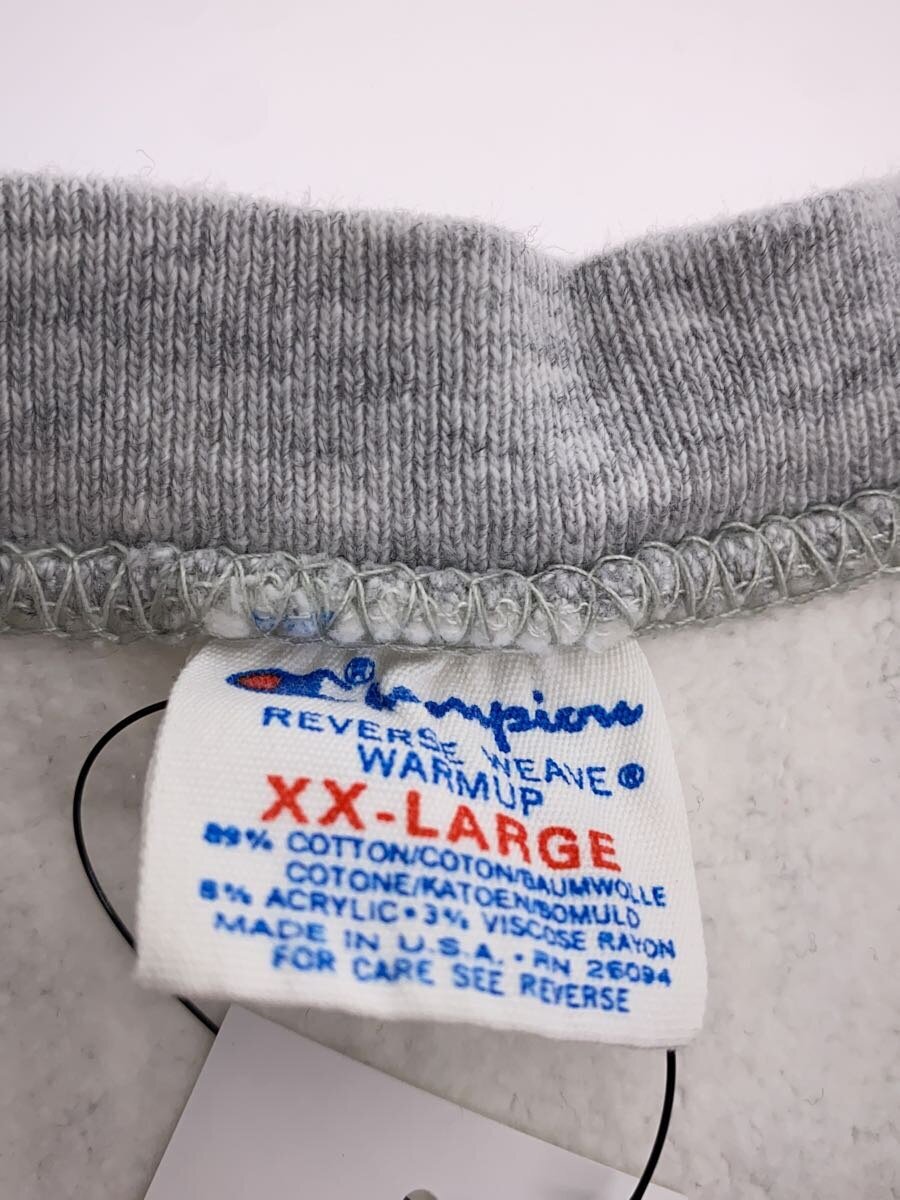 Champion®
REVERSE WEAVE®
WARMUP
XX-LARGE
89% COTTON/COTON/BAUMWOLLE
COTONE/KATOEN/BOMULD
8% ACRYLIC • 3% VISCOSE RAYON
MADE IN U.S.A. • RN 26094
FOR CARE SEE REVERSE